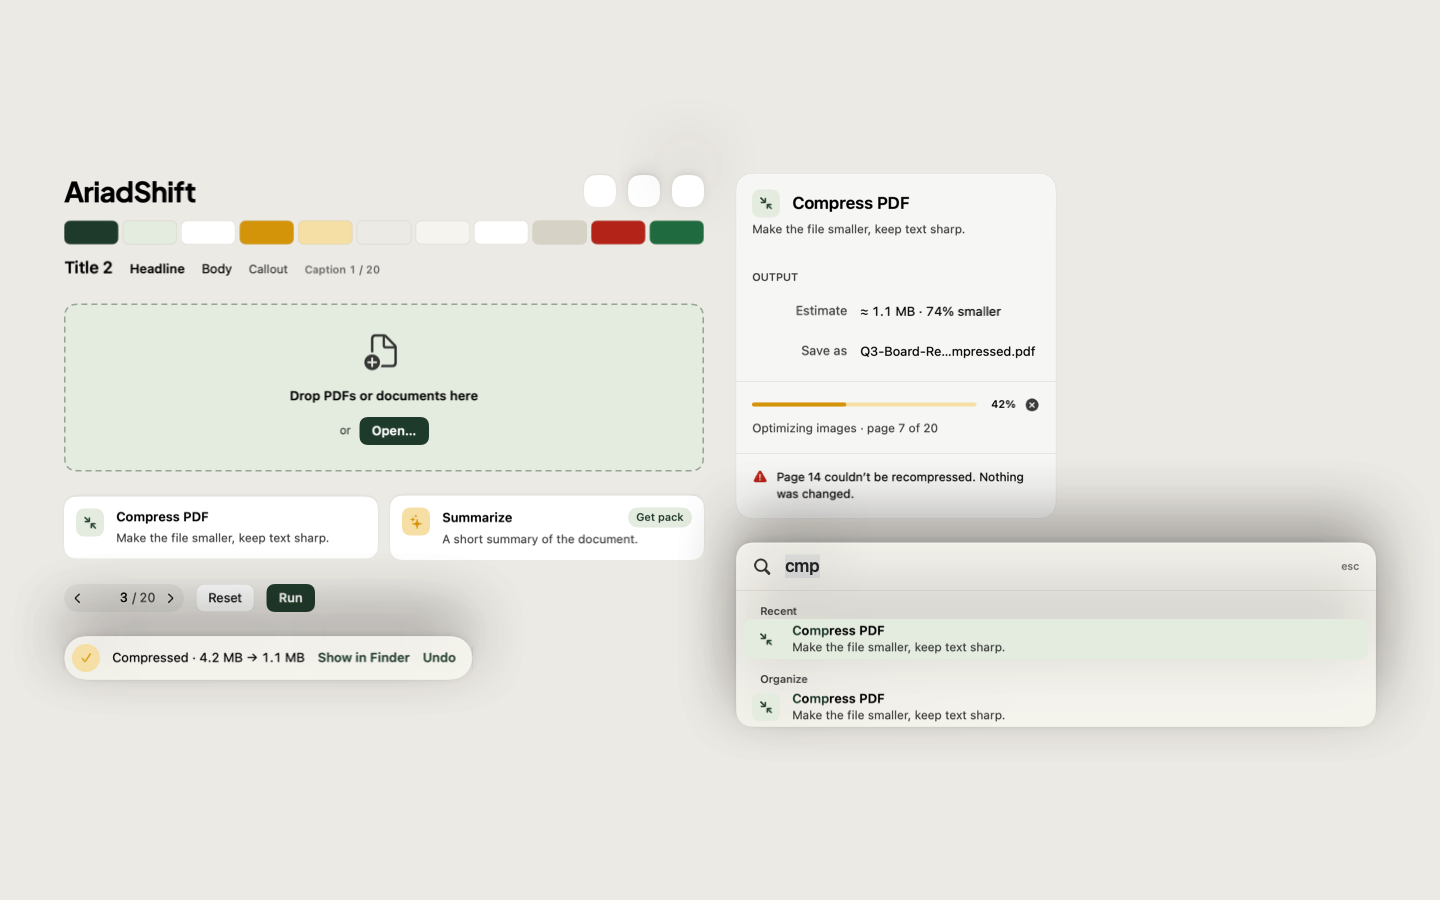 AriadShift
Title 2 Headline Body Callout Caption 1 / 20
Drop PDFs or documents here
or Open...
Compress PDF
Make the file smaller, keep text sharp.
Summarize Get pack
A short summary of the document.
3 / 20 Reset Run
Compressed · 4.2 MB → 1.1 MB Show in Finder Undo
Compress PDF
Make the file smaller, keep text sharp.
OUTPUT
Estimate ≈ 1.1 MB · 74% smaller
Save as Q3-Board-Re...mpressed.pdf
42%
Optimizing images · page 7 of 20
Page 14 couldn’t be recompressed. Nothing
was changed.
cmp esc
Recent
Compress PDF
Make the file smaller, keep text sharp.
Organize
Compress PDF
Make the file smaller, keep text sharp.